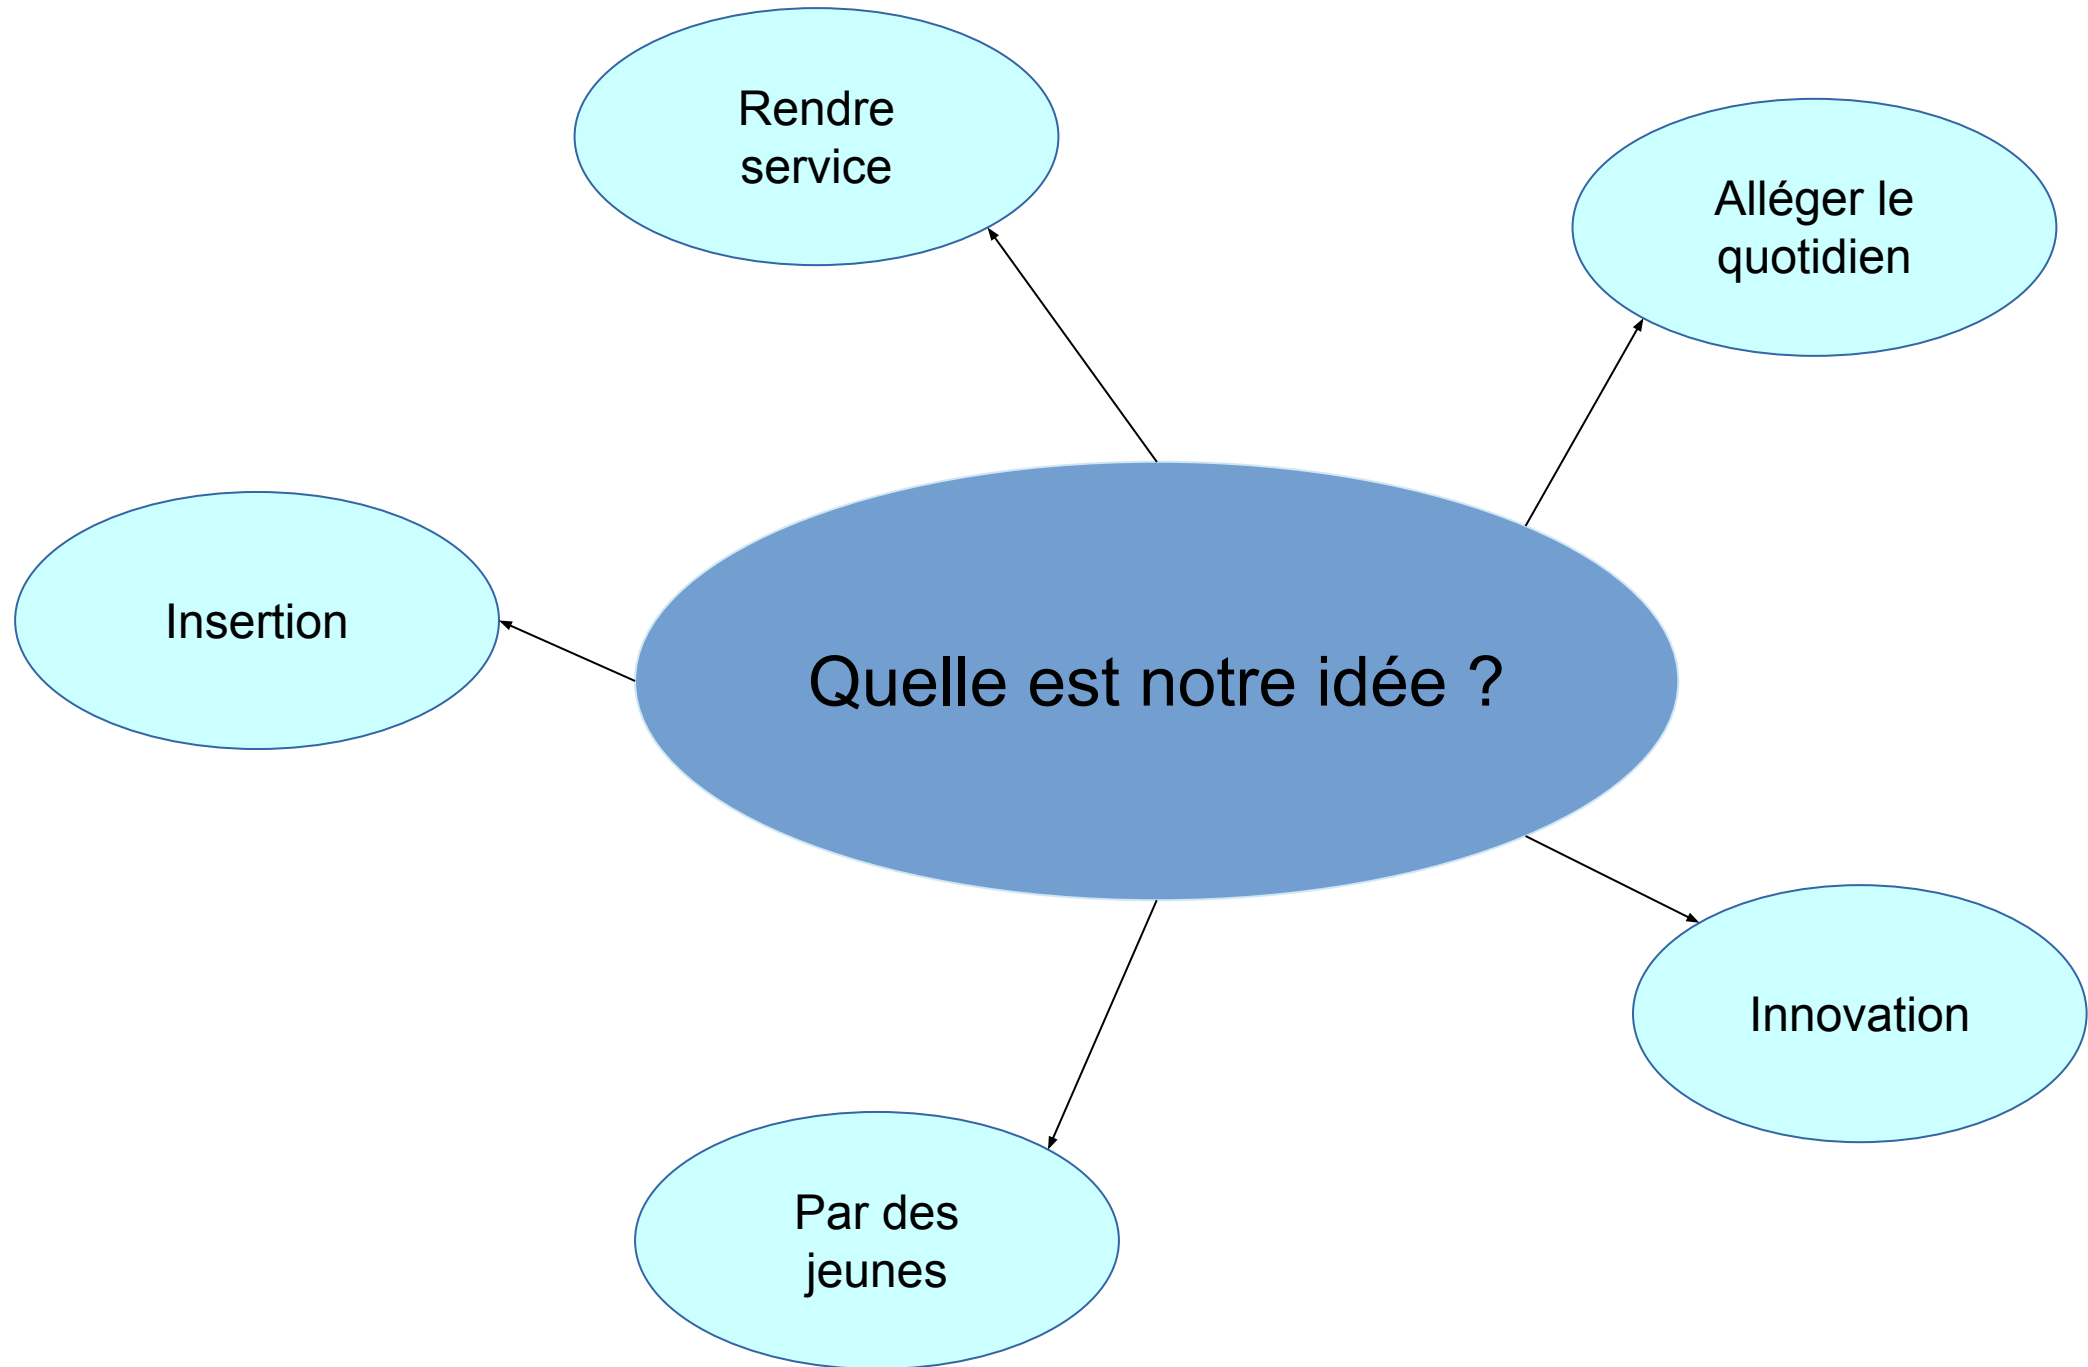 Rendre
service
Alléger le
quotidien
Insertion
Quelle est notre idée ?
Innovation
Par des
jeunes